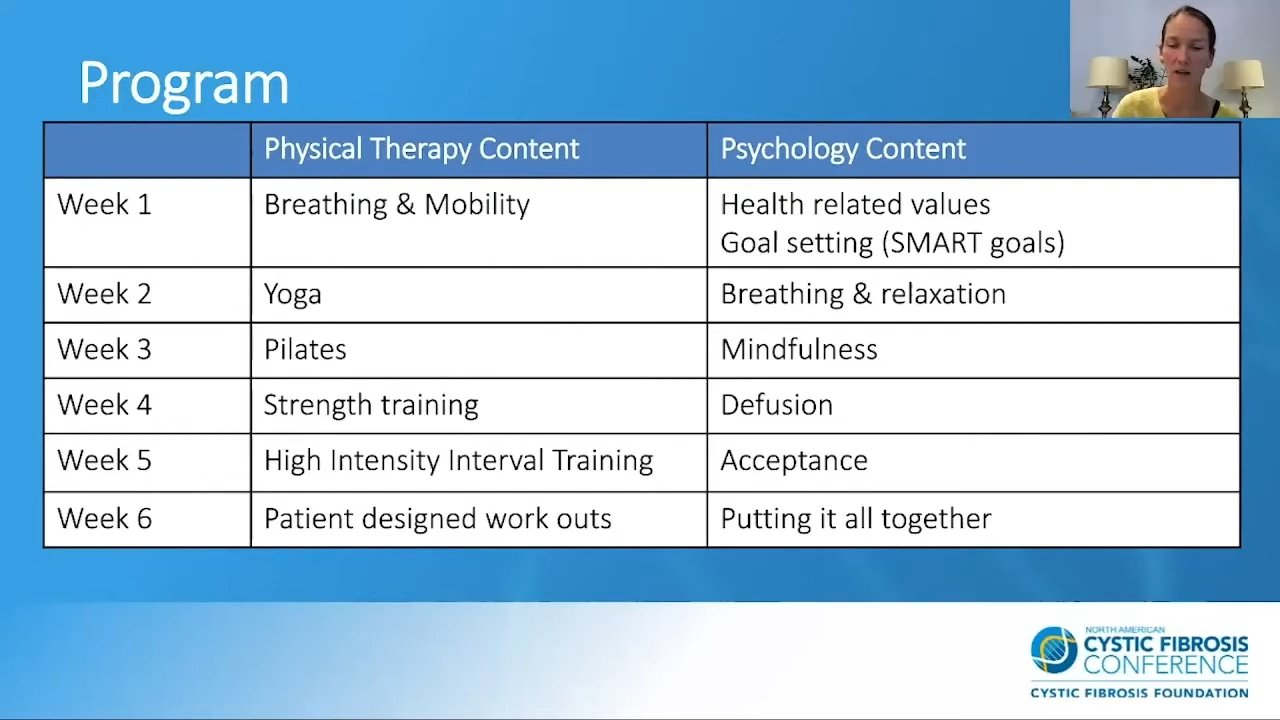 Program
Physical Therapy Content
Psychology Content
Week 1
Breathing & Mobility
Health related values
Goal setting (SMART goals)
Week 2
Yoga
Breathing & relaxation
Week 3
Pilates
Mindfulness
Week 4
Strength training
Defusion
Week 5
High Intensity Interval Training
Acceptance
Week 6
Patient designed work outs
Putting it all together
NORTH AMERICAN
CYSTIC FIBROSIS
CONFERENCE
CYSTIC FIBROSIS FOUNDATION